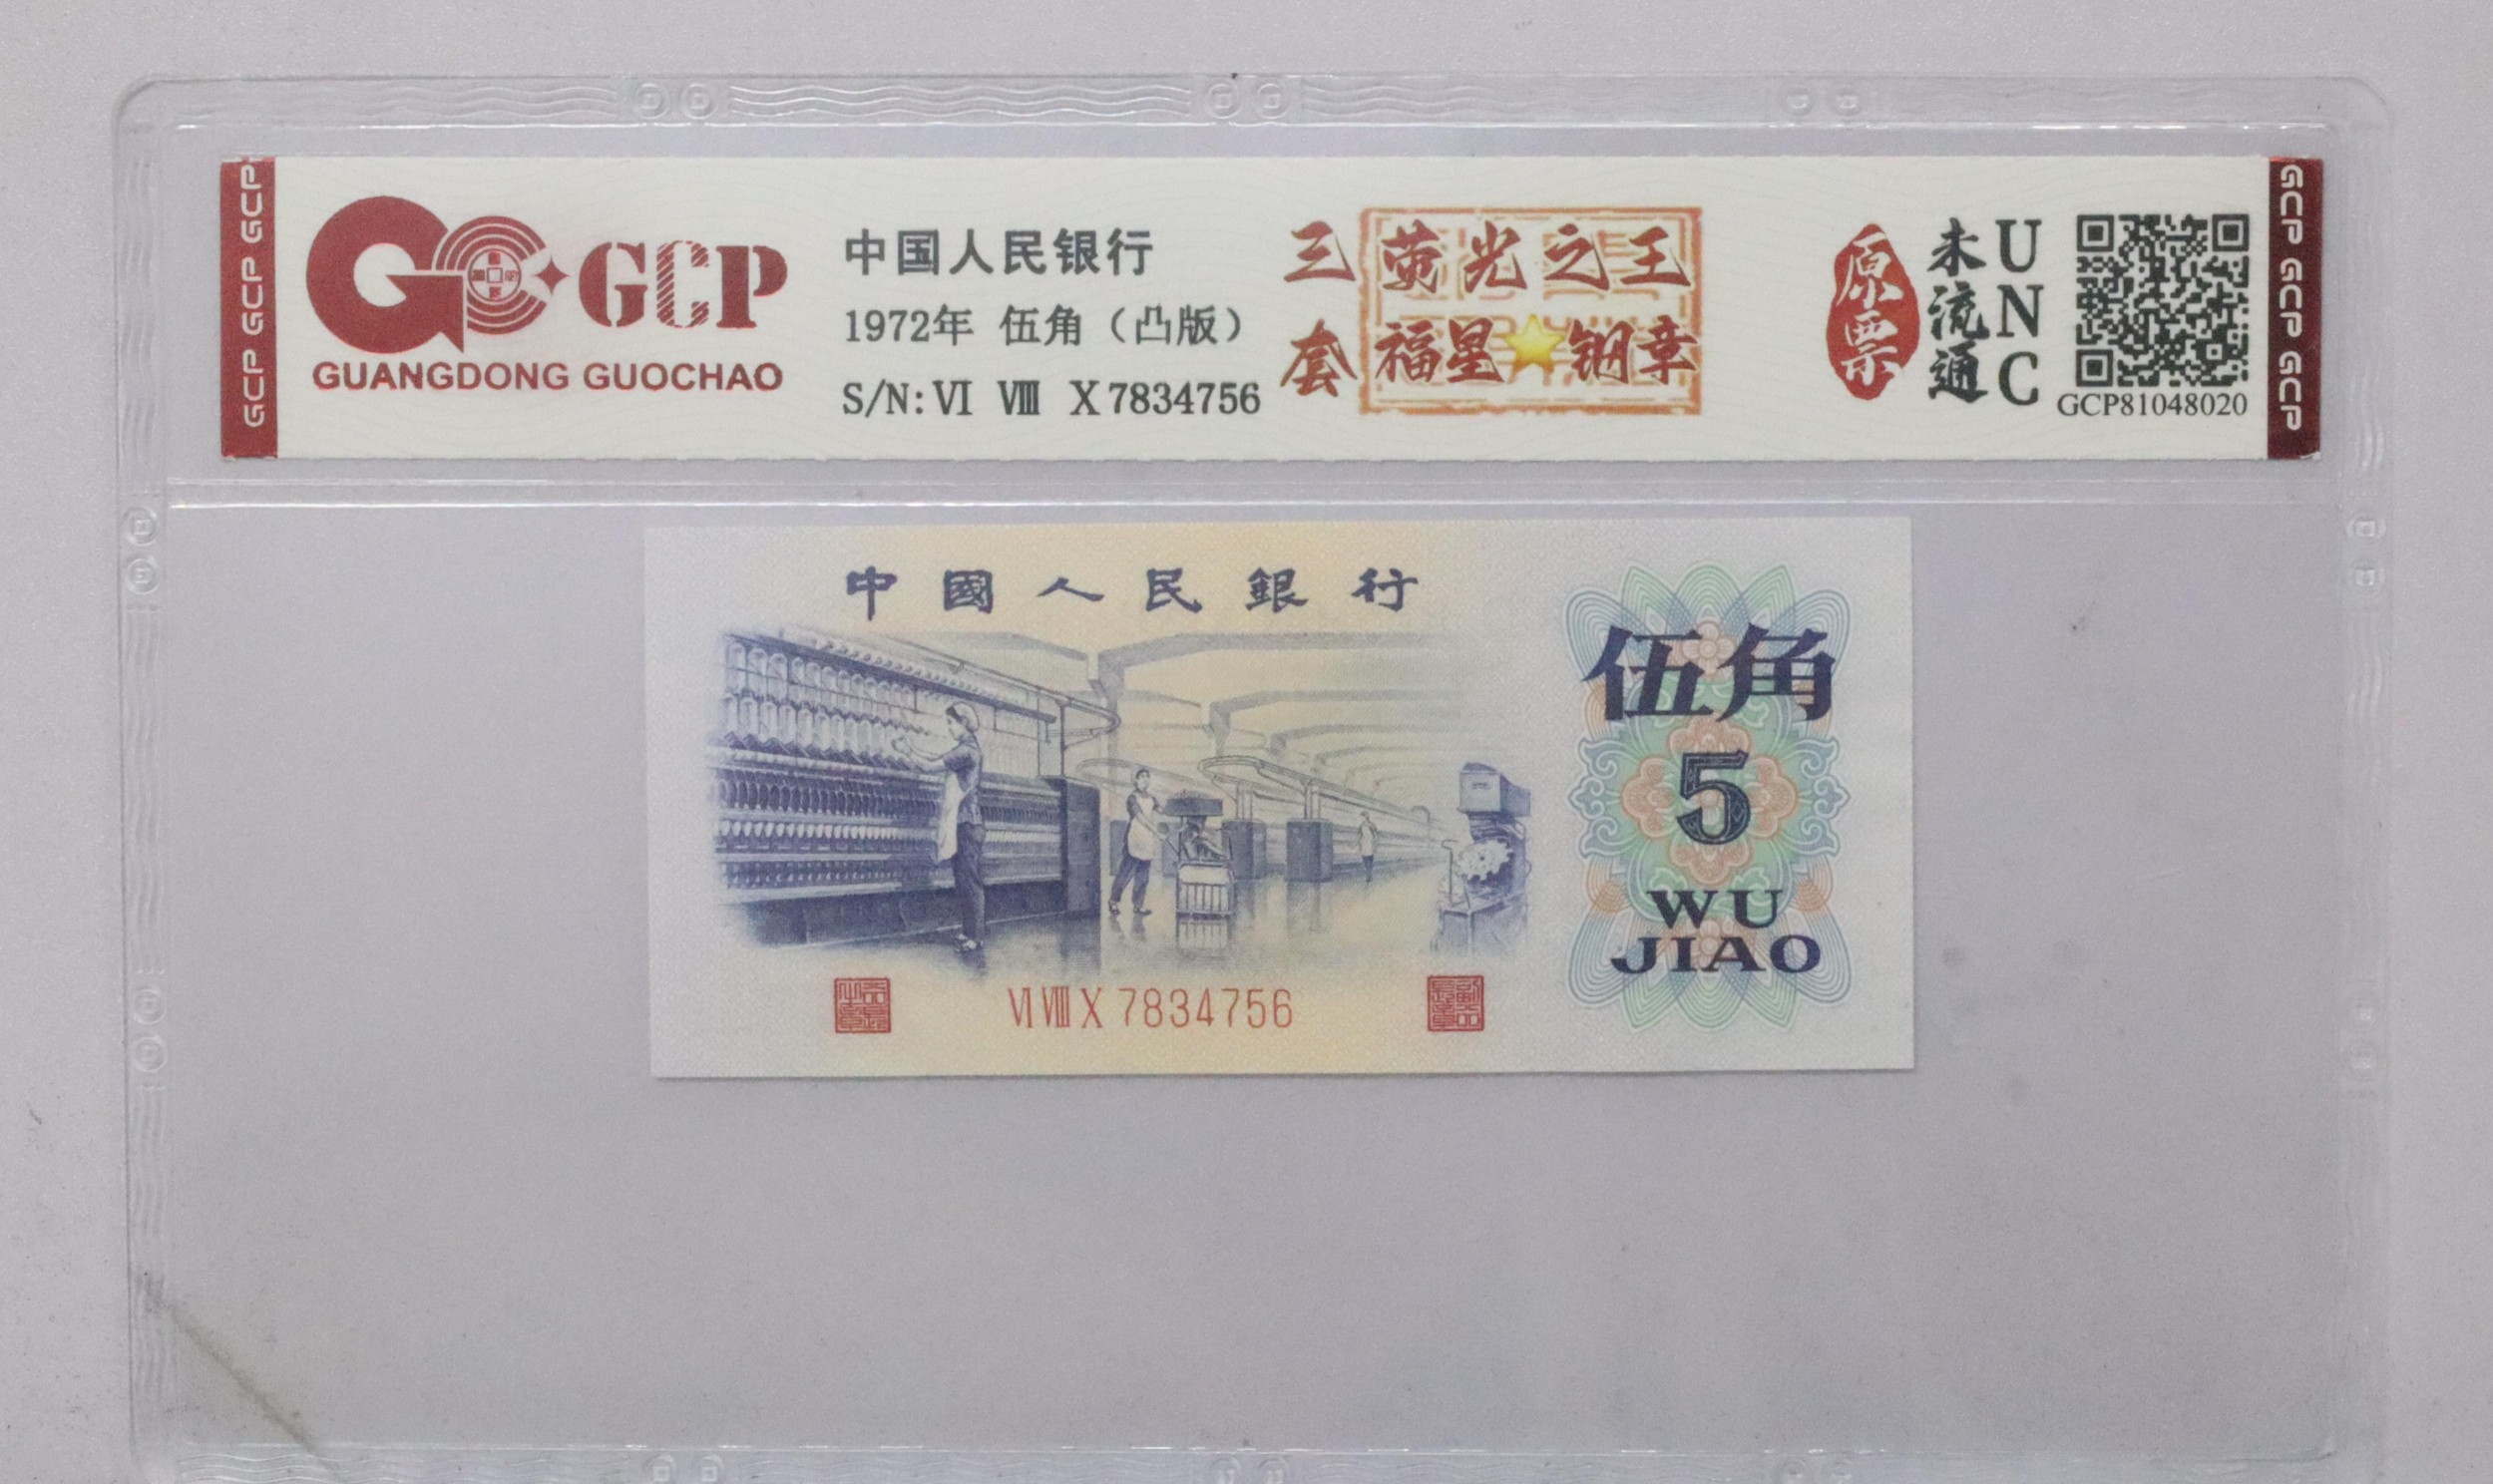 GCP GCP GCP
GCP
GUANGDONG GUOCHAO
中国人民银行
1972年 伍角（凸版）
S/N: VI VIII X 7834756
三套
荧光之王
福星⭐钢章
原票
未流通
UNC
GCP81048020
GCP GCP GCP
中國人民銀行
伍角
5
WU
JIAO
VI VIII X 7834756